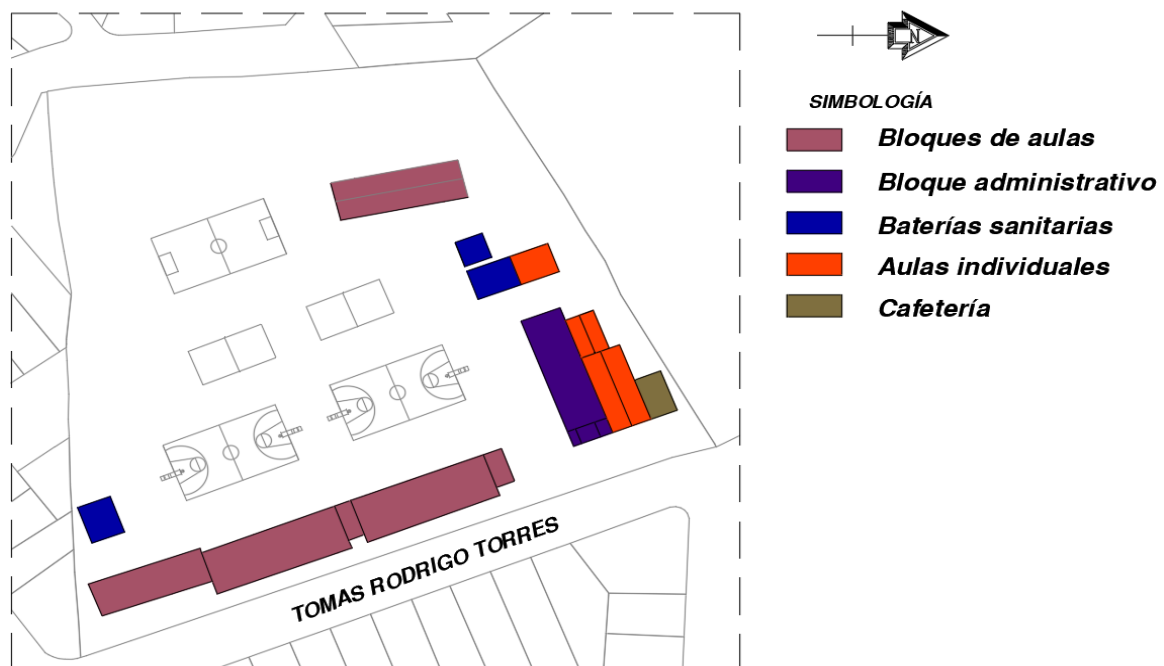 N
SIMBOLOGÍA
Bloques de aulas
Bloque administrativo
Baterías sanitarias
Aulas individuales
Cafetería
TOMAS RODRIGO TORRES